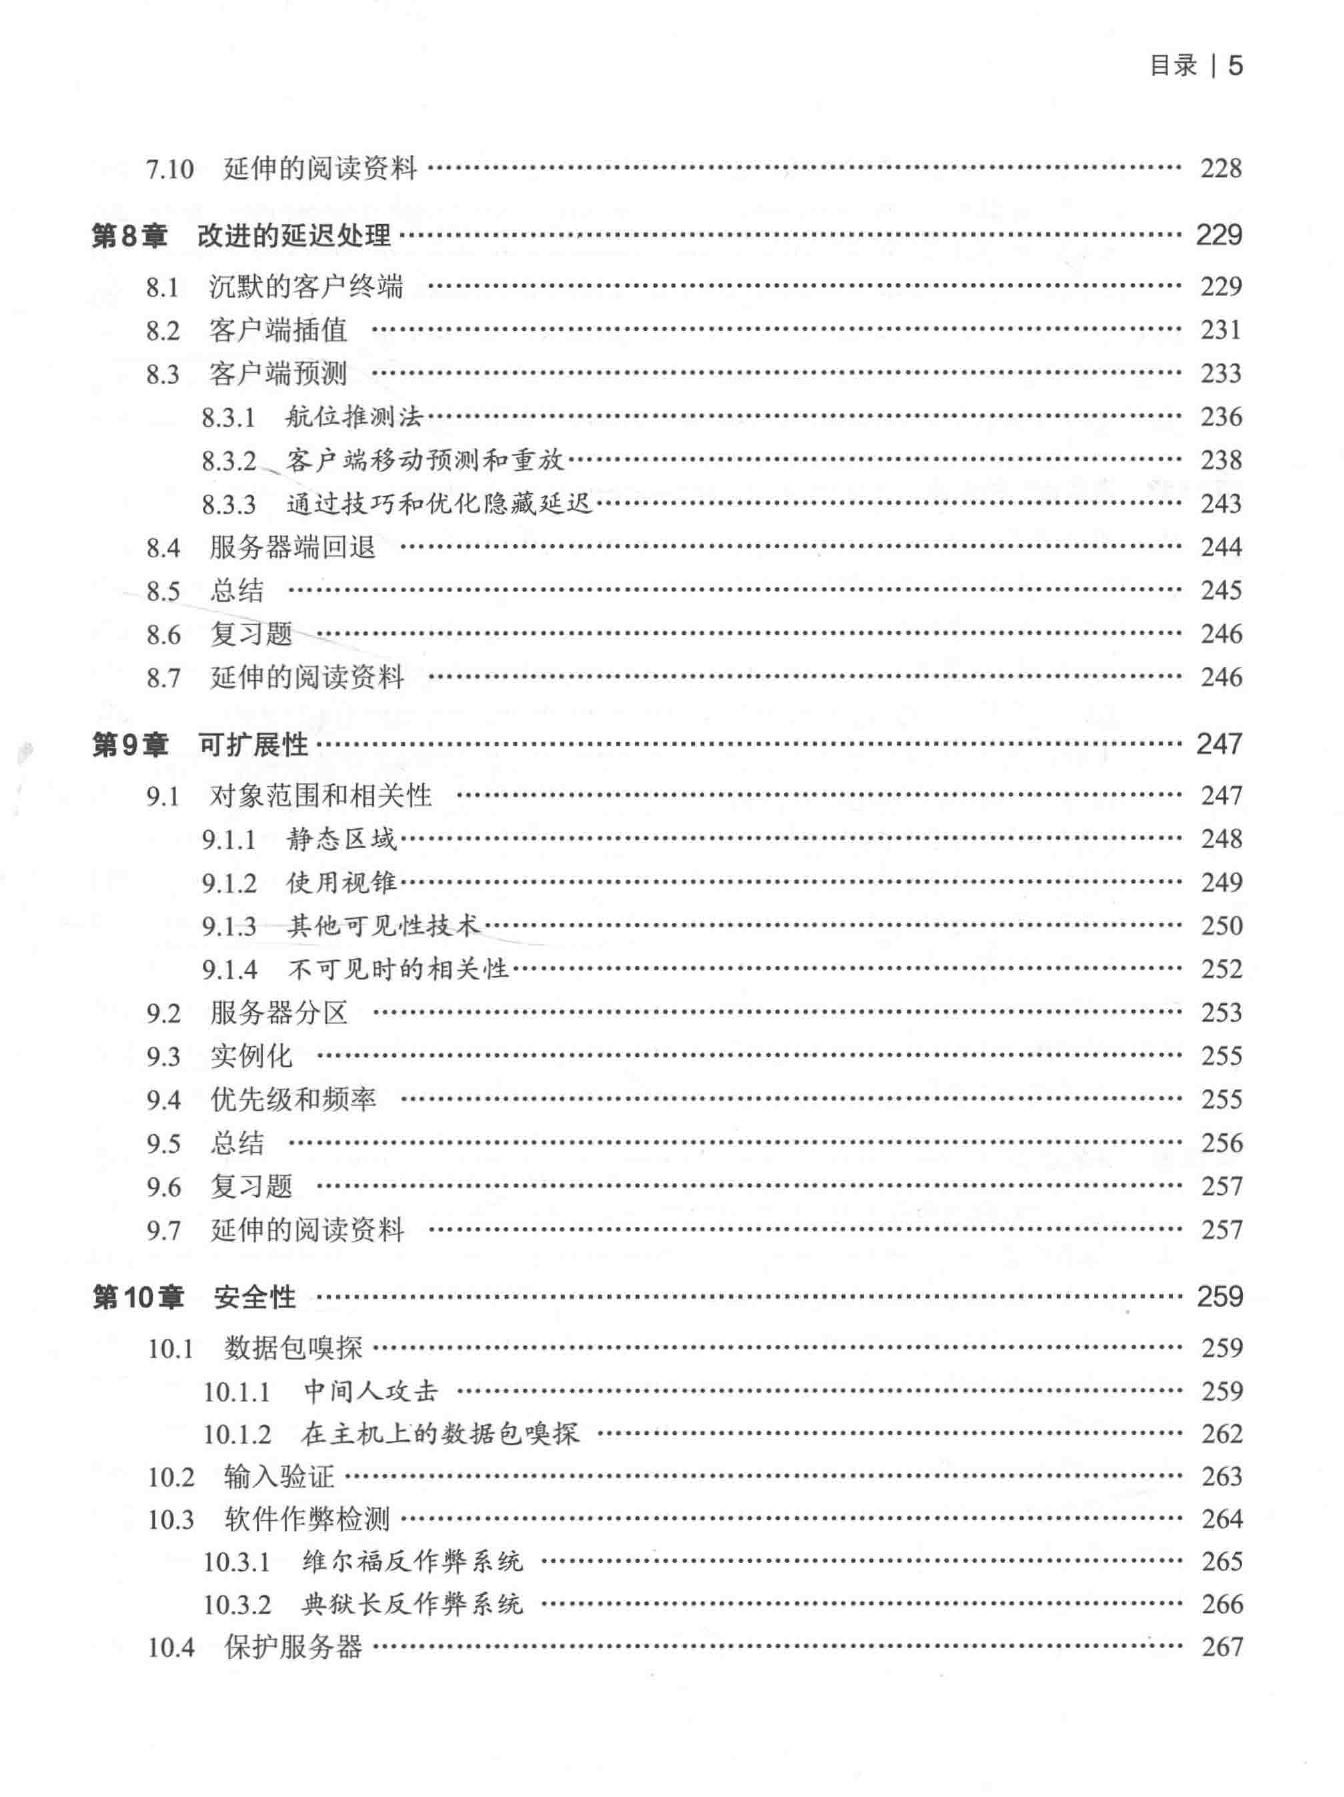 目录 | 5
7.10 延伸的阅读资料 …… 228
第8章 改进的延迟处理 …… 229
8.1 沉默的客户终端 …… 229
8.2 客户端插值 …… 231
8.3 客户端预测 …… 233
8.3.1 航位推测法 …… 236
8.3.2 客户端移动预测和重放 …… 238
8.3.3 通过技巧和优化隐藏延迟 …… 243
8.4 服务器端回退 …… 244
8.5 总结 …… 245
8.6 复习题 …… 246
8.7 延伸的阅读资料 …… 246
第9章 可扩展性 …… 247
9.1 对象范围和相关性 …… 247
9.1.1 静态区域 …… 248
9.1.2 使用视锥 …… 249
9.1.3 其他可见性技术 …… 250
9.1.4 不可见时的相关性 …… 252
9.2 服务器分区 …… 253
9.3 实例化 …… 255
9.4 优先级和频率 …… 255
9.5 总结 …… 256
9.6 复习题 …… 257
9.7 延伸的阅读资料 …… 257
第10章 安全性 …… 259
10.1 数据包嗅探 …… 259
10.1.1 中间人攻击 …… 259
10.1.2 在主机上的数据包嗅探 …… 262
10.2 输入验证 …… 263
10.3 软件作弊检测 …… 264
10.3.1 维尔福反作弊系统 …… 265
10.3.2 典狱长反作弊系统 …… 266
10.4 保护服务器 …… 267